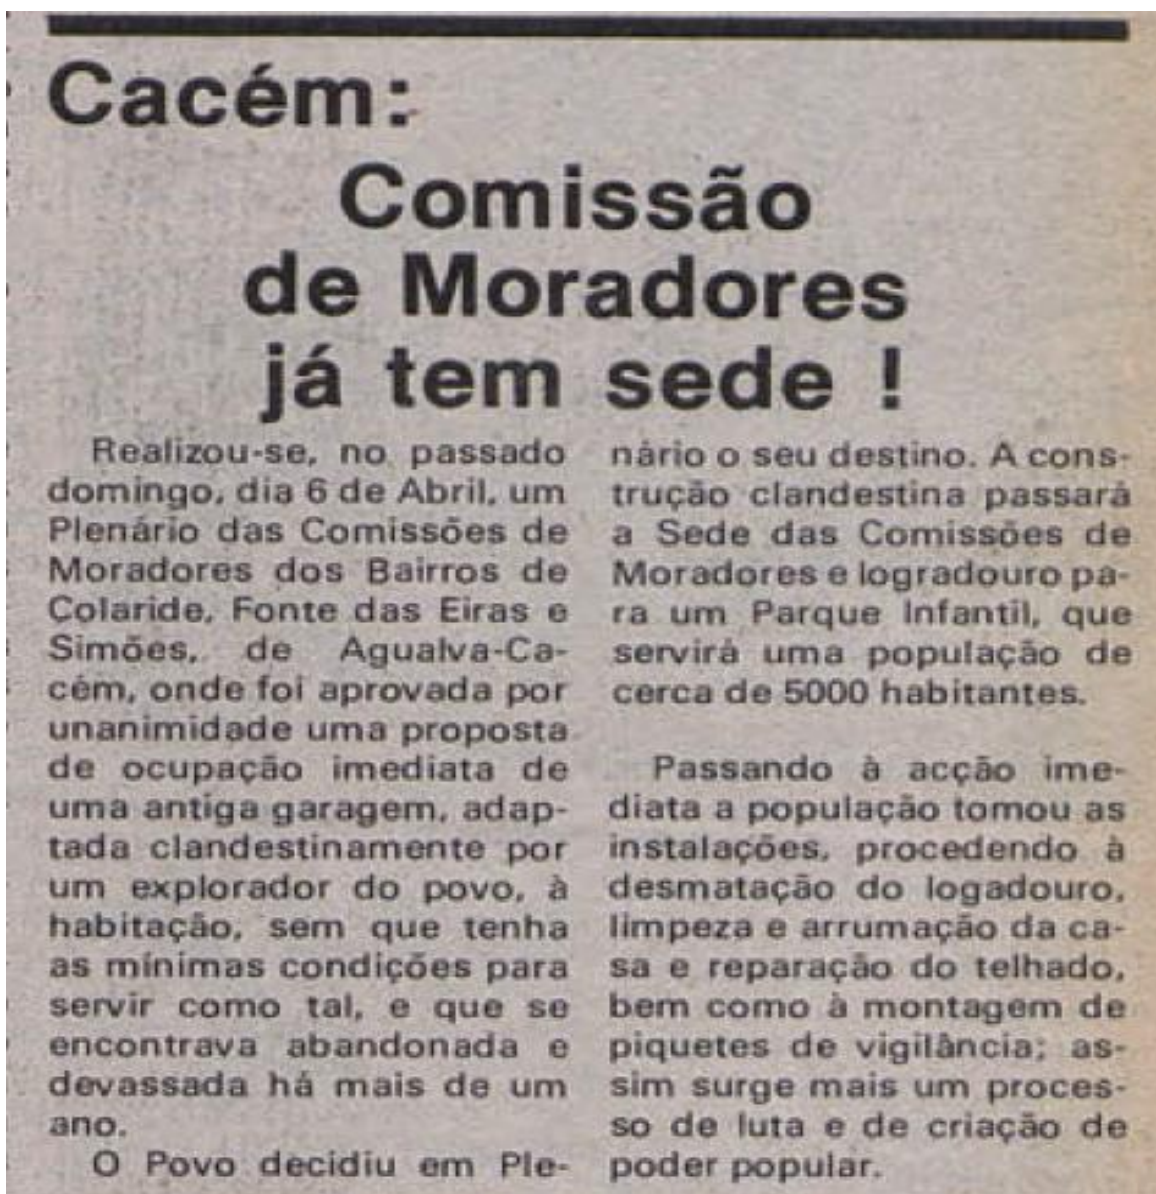 Cacém:
Comissão
de Moradores
já tem sede !
Realizou-se, no passado
domingo, dia 6 de Abril, um
Plenário das Comissões de
Moradores dos Bairros de
Colaride, Fonte das Eiras e
Simões, de Agualva-Ca-
cém, onde foi aprovada por
unanimidade uma proposta
de ocupação imediata de
uma antiga garagem, adap-
tada clandestinamente por
um explorador do povo, à
habitação, sem que tenha
as mínimas condições para
servir como tal, e que se
encontrava abandonada e
devassada há mais de um
ano.
O Povo decidiu em Ple-
nário o seu destino. A cons-
trução clandestina passará
a Sede das Comissões de
Moradores e logradouro pa-
ra um Parque Infantil, que
servirá uma população de
cerca de 5000 habitantes.
Passando à acção ime-
diata a população tomou as
instalações, procedendo à
desmatação do logadouro,
limpeza e arrumação da ca-
sa e reparação do telhado,
bem como à montagem de
piquetes de vigilância; as-
sim surge mais um proces-
so de luta e de criação de
poder popular.